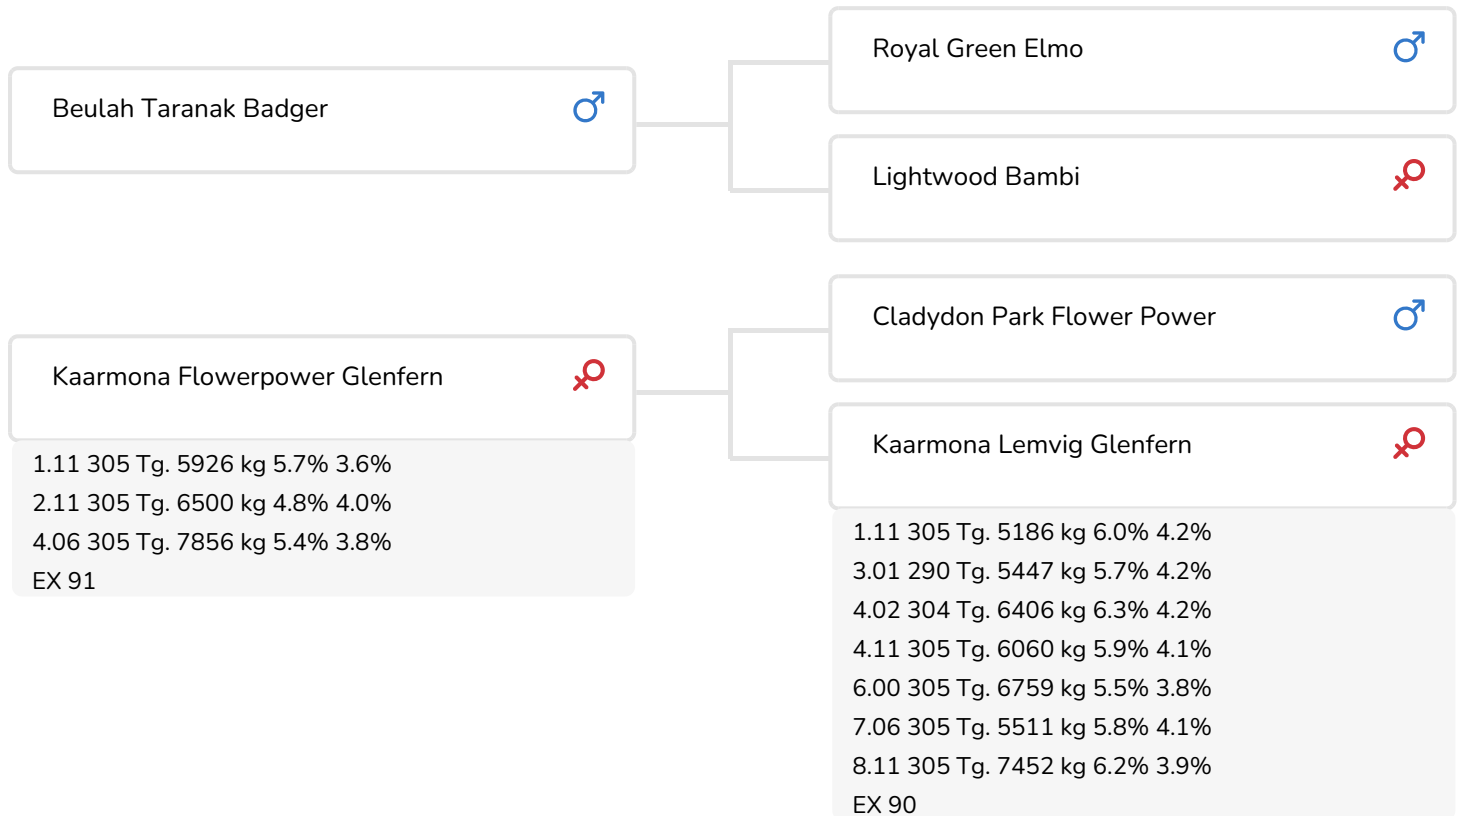 Beulah Taranak Badger
Royal Green Elmo
Lightwood Bambi
Kaarmona Flowerpower Glenfern
1.11 305 Tg. 5926 kg 5.7% 3.6%
2.11 305 Tg. 6500 kg 4.8% 4.0%
4.06 305 Tg. 7856 kg 5.4% 3.8%
EX 91
Cladydon Park Flower Power
Kaarmona Lemvig Glenfern
1.11 305 Tg. 5186 kg 6.0% 4.2%
3.01 290 Tg. 5447 kg 5.7% 4.2%
4.02 304 Tg. 6406 kg 6.3% 4.2%
4.11 305 Tg. 6060 kg 5.9% 4.1%
6.00 305 Tg. 6759 kg 5.5% 3.8%
7.06 305 Tg. 5511 kg 5.8% 4.1%
8.11 305 Tg. 7452 kg 6.2% 3.9%
EX 90